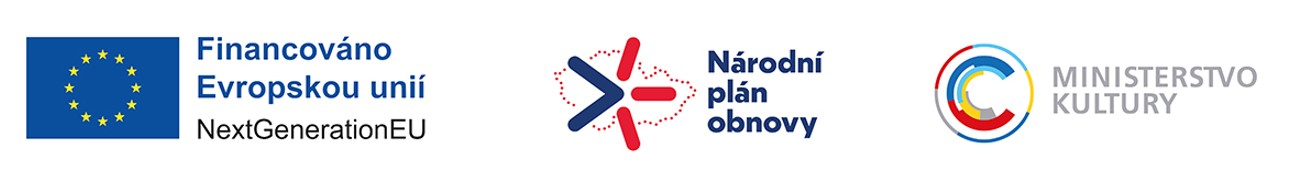 Financováno
Evropskou unií
NextGenerationEU
Národní
plán
obnovy
MINISTERSTVO
KULTURY